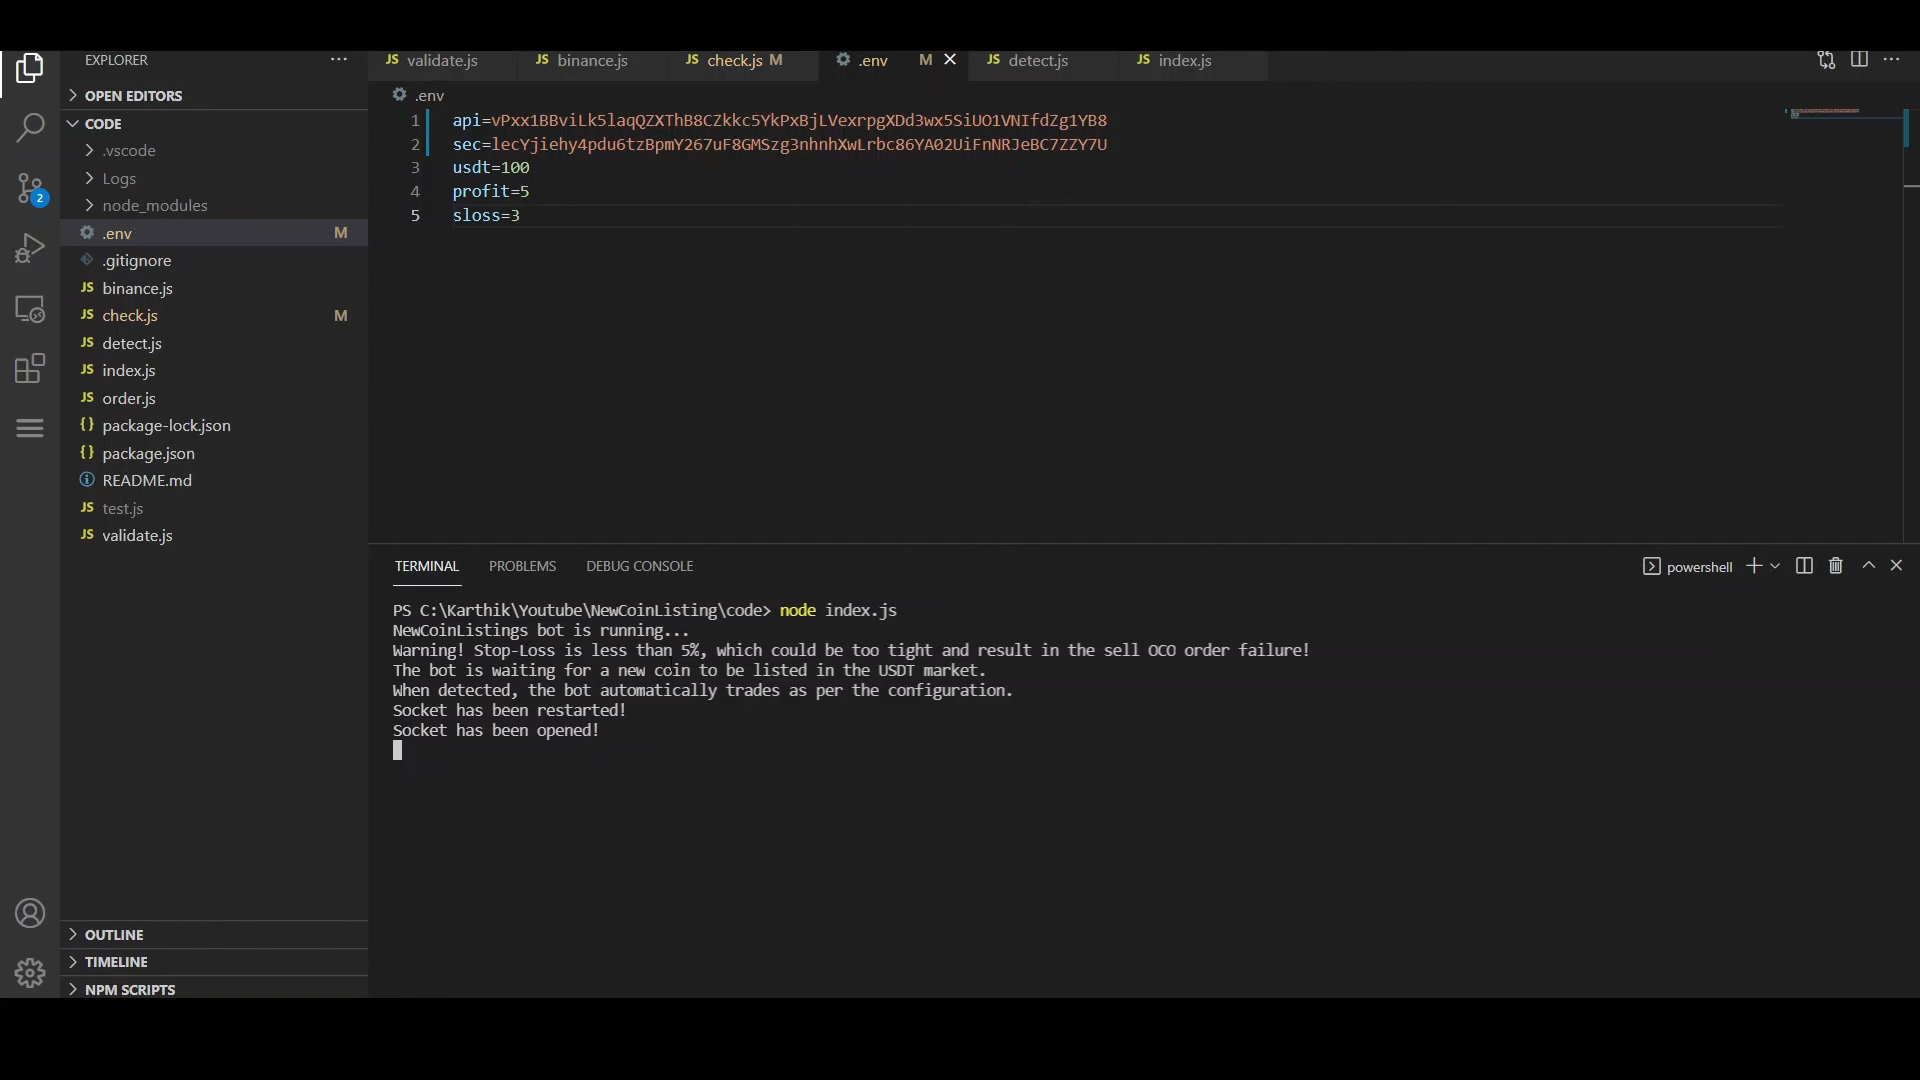 EXPLORER
OPEN EDITORS
CODE
.vscode
Logs
node_modules
.env M
.gitignore
binance.js
check.js M
detect.js
index.js
order.js
package-lock.json
package.json
README.md
test.js
validate.js
OUTLINE
TIMELINE
NPM SCRIPTS
2
JS validate.js JS binance.js JS check.js M .env M JS detect.js JS index.js
.env
1 api=vPxx1BBviLk5laqQZXThB8CZkkc5YkPxBjLVexrpgXDd3wx5SiUO1VNIfdZg1YB8
2 sec=lecYjiehy4pdu6tzBpmY267uF8GMSzg3nhnhXwLrbc86YA02UiFnNRJeBC7ZZY7U
3 usdt=100
4 profit=5
5 sloss=3
TERMINAL PROBLEMS DEBUG CONSOLE powershell
PS C:\Karthik\Youtube\NewCoinListing\code> node index.js
NewCoinListings bot is running...
Warning! Stop-Loss is less than 5%, which could be too tight and result in the sell OCO order failure!
The bot is waiting for a new coin to be listed in the USDT market.
When detected, the bot automatically trades as per the configuration.
Socket has been restarted!
Socket has been opened!